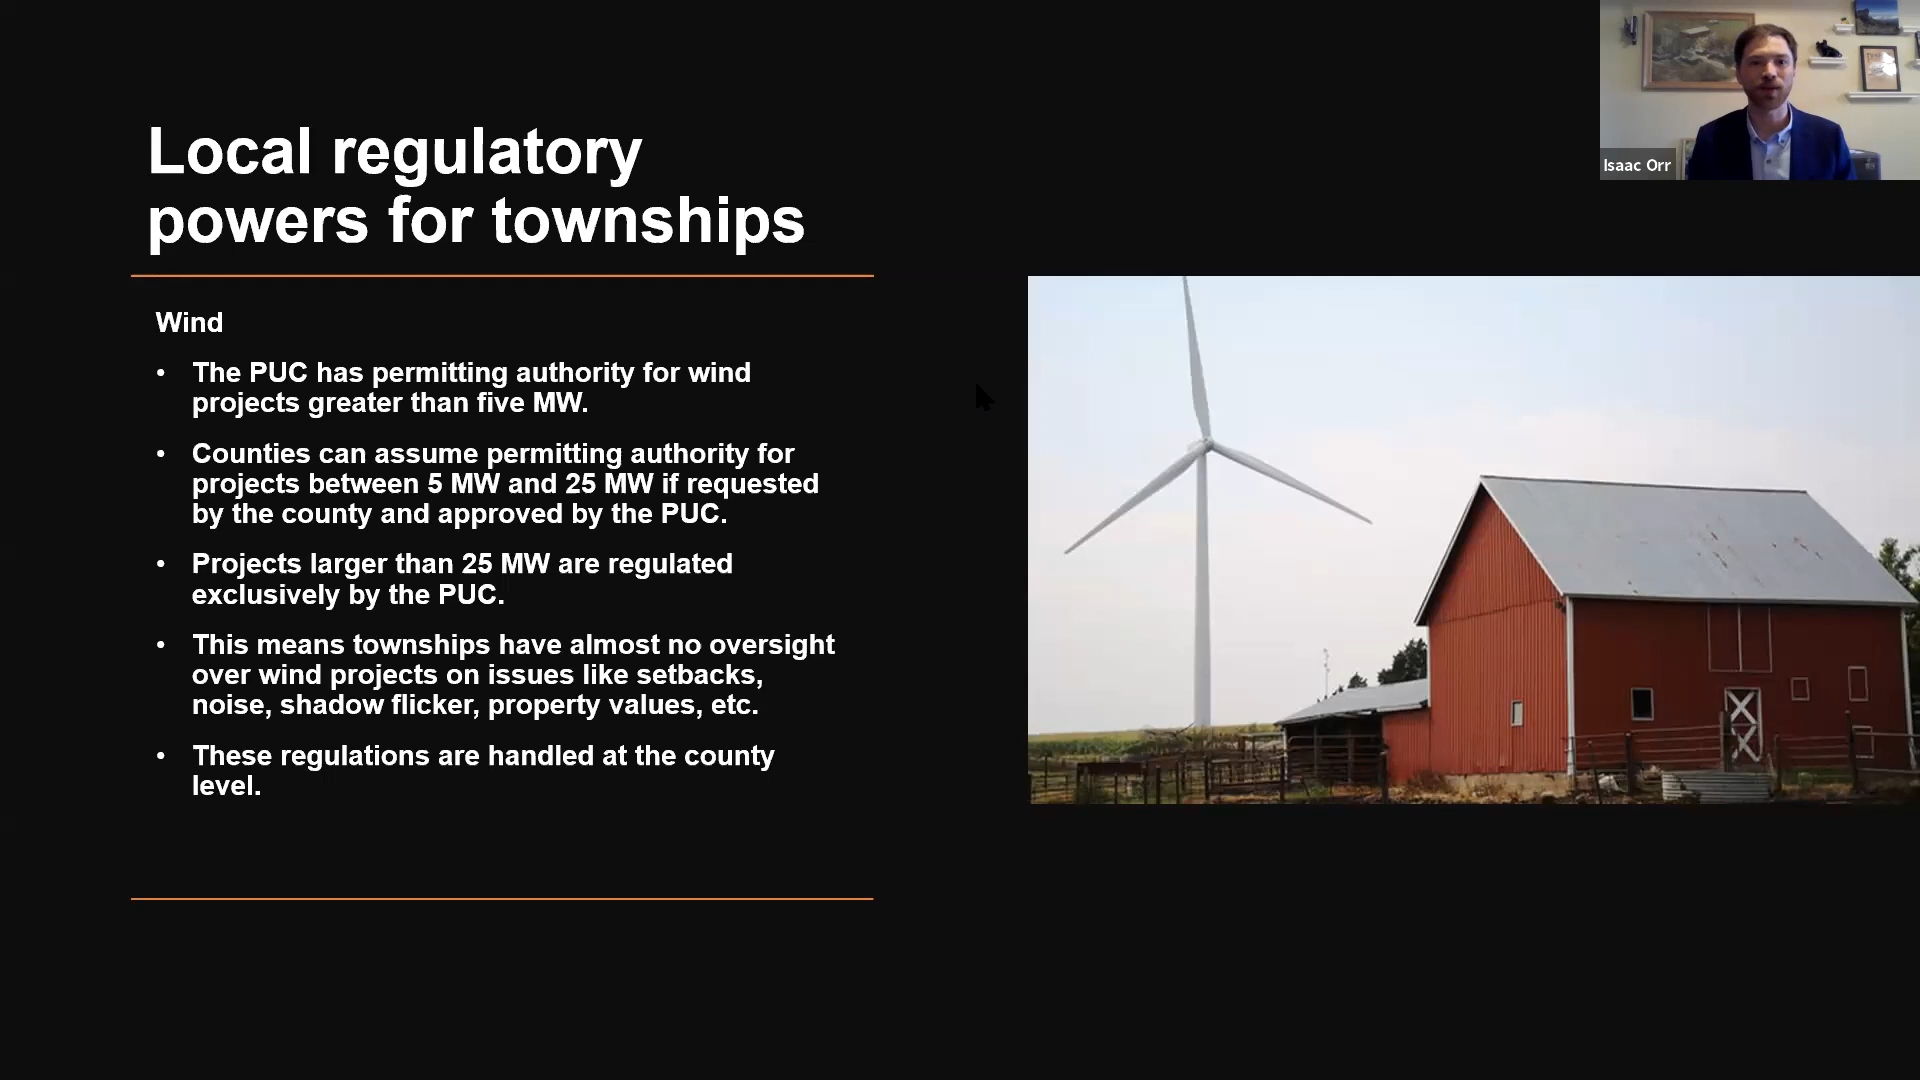 Local regulatory
powers for townships
Wind
• The PUC has permitting authority for wind
projects greater than five MW.
• Counties can assume permitting authority for
projects between 5 MW and 25 MW if requested
by the county and approved by the PUC.
• Projects larger than 25 MW are regulated
exclusively by the PUC.
• This means townships have almost no oversight
over wind projects on issues like setbacks,
noise, shadow flicker, property values, etc.
• These regulations are handled at the county
level.
Isaac Orr